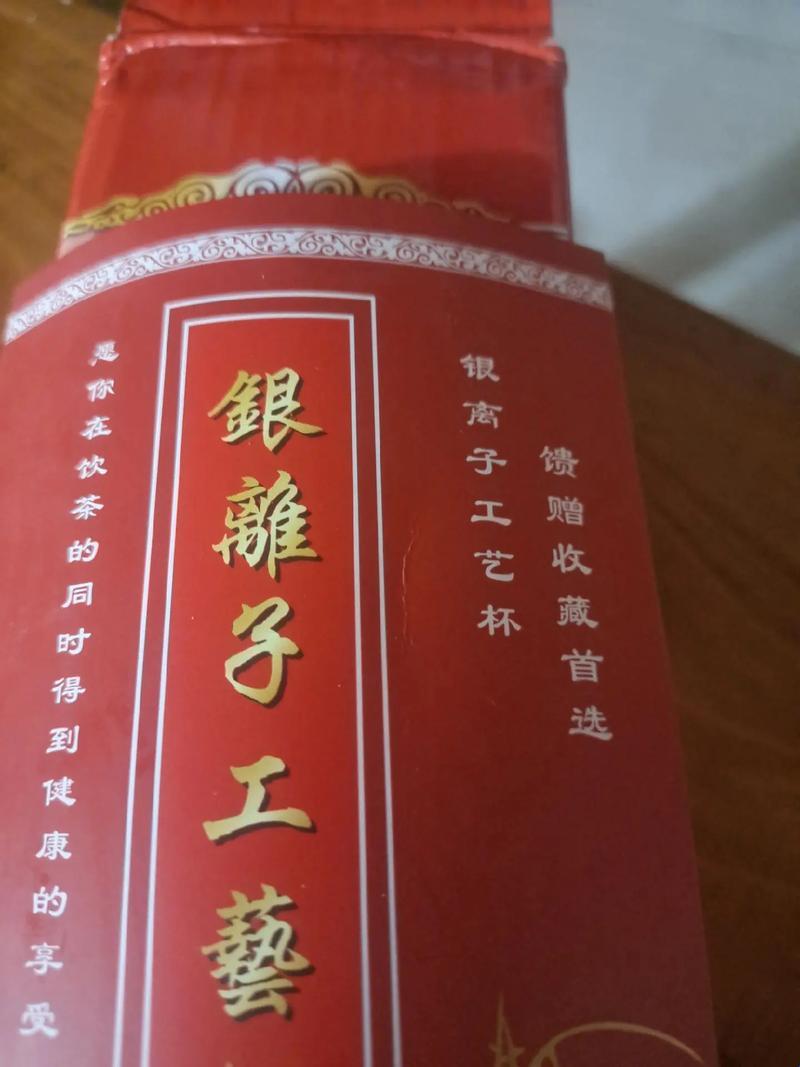 愿你在饮茶的同时得到健康的享受
銀離子工藝
银离子工艺杯
馈赠收藏首选